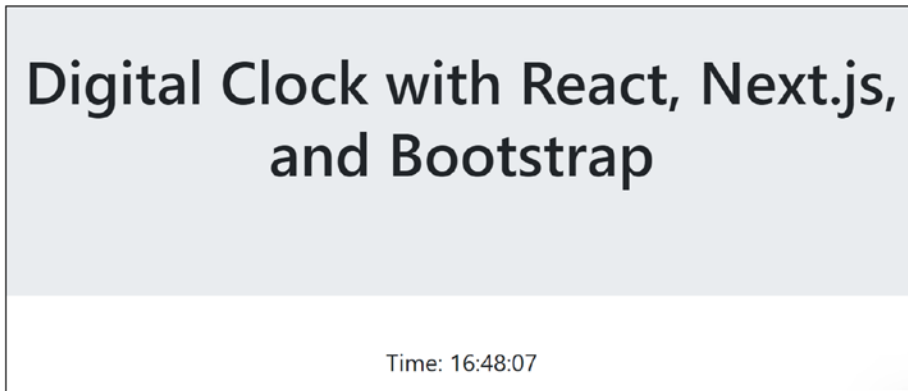 Digital Clock with React, Next.js,
and Bootstrap
Time: 16:48:07